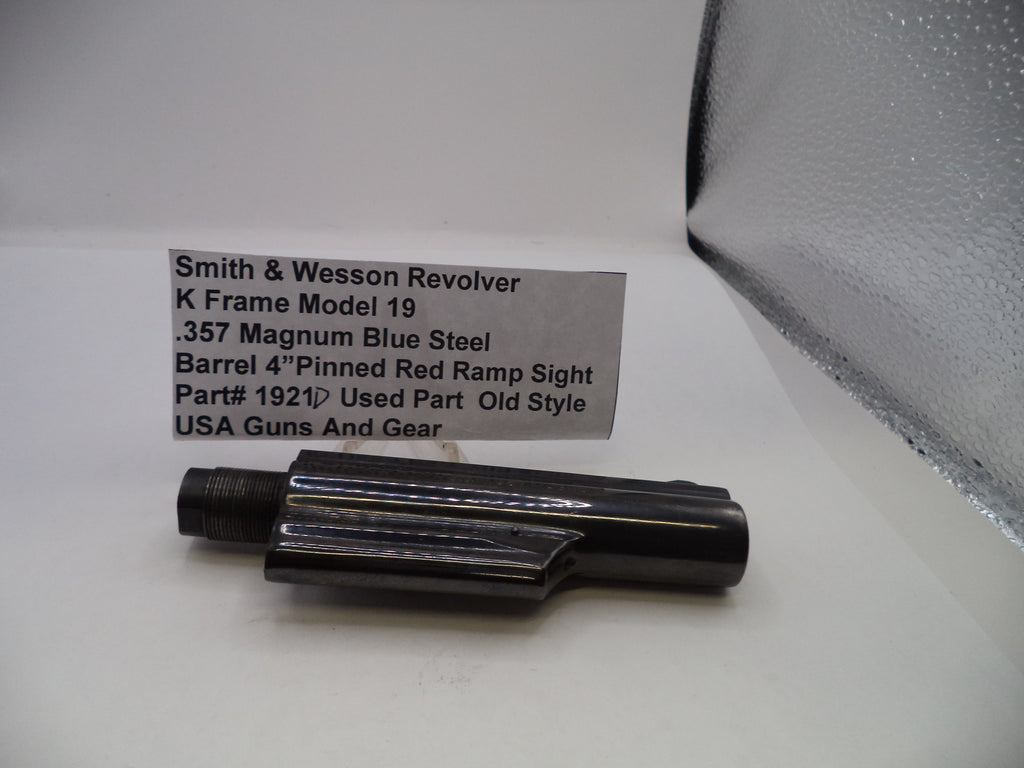 Smith & Wesson Revolver
K Frame Model 19
.357 Magnum Blue Steel
Barrel 4”Pinned Red Ramp Sight
Part# 1921D Used Part Old Style
USA Guns And Gear